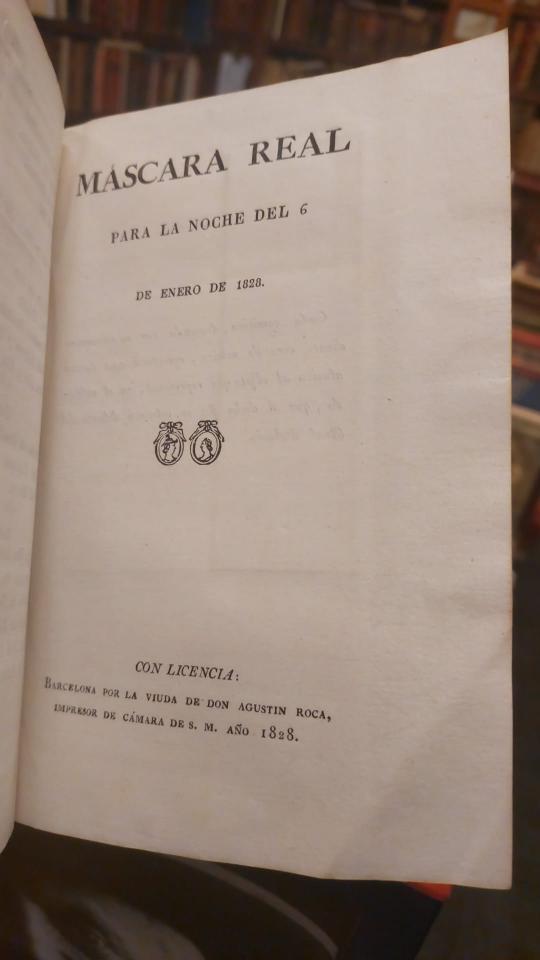 MÁSCARA REAL
PARA LA NOCHE DEL 6
DE ENERO DE 1828.
CON LICENCIA:
BARCELONA POR LA VIUDA DE DON AGUSTIN ROCA,
IMPRESOR DE CÁMARA DE S. M. AÑO 1828.